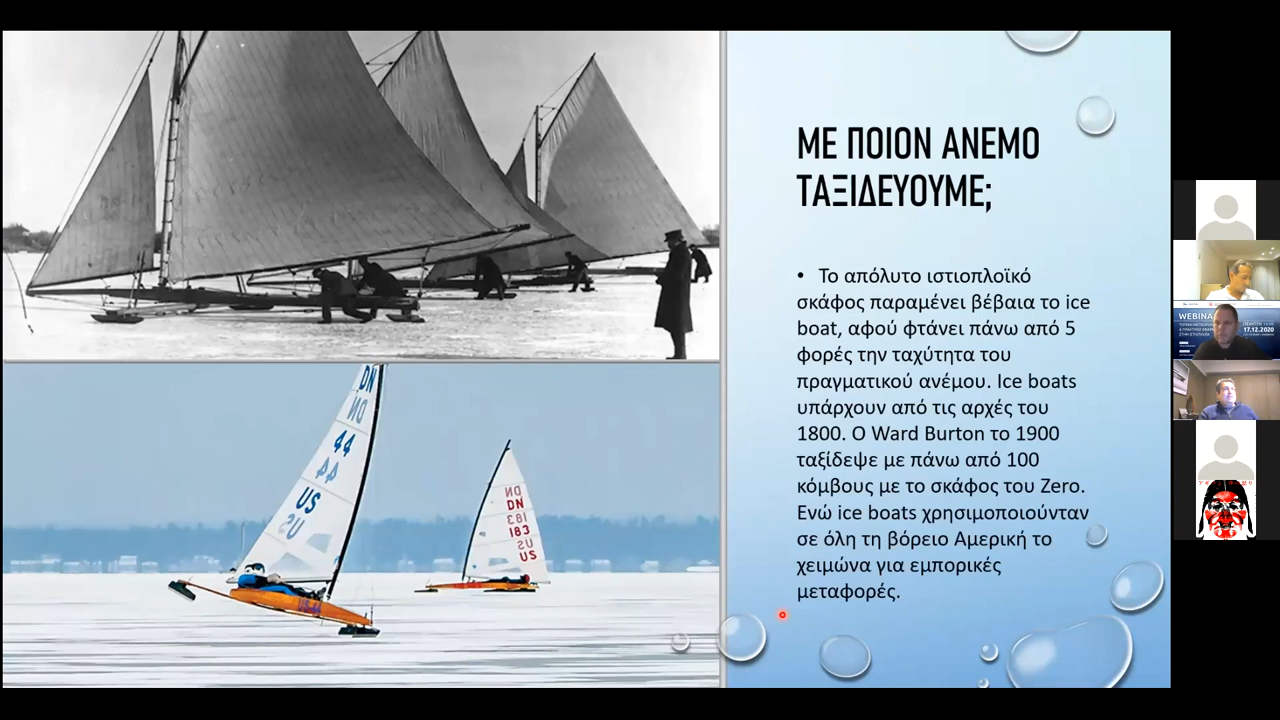 ΜΕ ΠΟΙΟΝ ΑΝΕΜΟ
ΤΑΞΙΔΕΥΟΥΜΕ;
• Το απόλυτο ιστιοπλοϊκό
σκάφος παραμένει βέβαια το ice
boat, αφού φτάνει πάνω από 5
φορές την ταχύτητα του
πραγματικού ανέμου. Ice boats
υπάρχουν από τις αρχές του
1800. Ο Ward Burton το 1900
ταξίδεψε με πάνω από 100
κόμβους με το σκάφος του Zero.
Ενώ ice boats χρησιμοποιούνταν
σε όλη τη βόρειο Αμερική το
χειμώνα για εμπορικές
μεταφορές.
DN
44
US
DN
183
US
WEBINA
17.12.2020